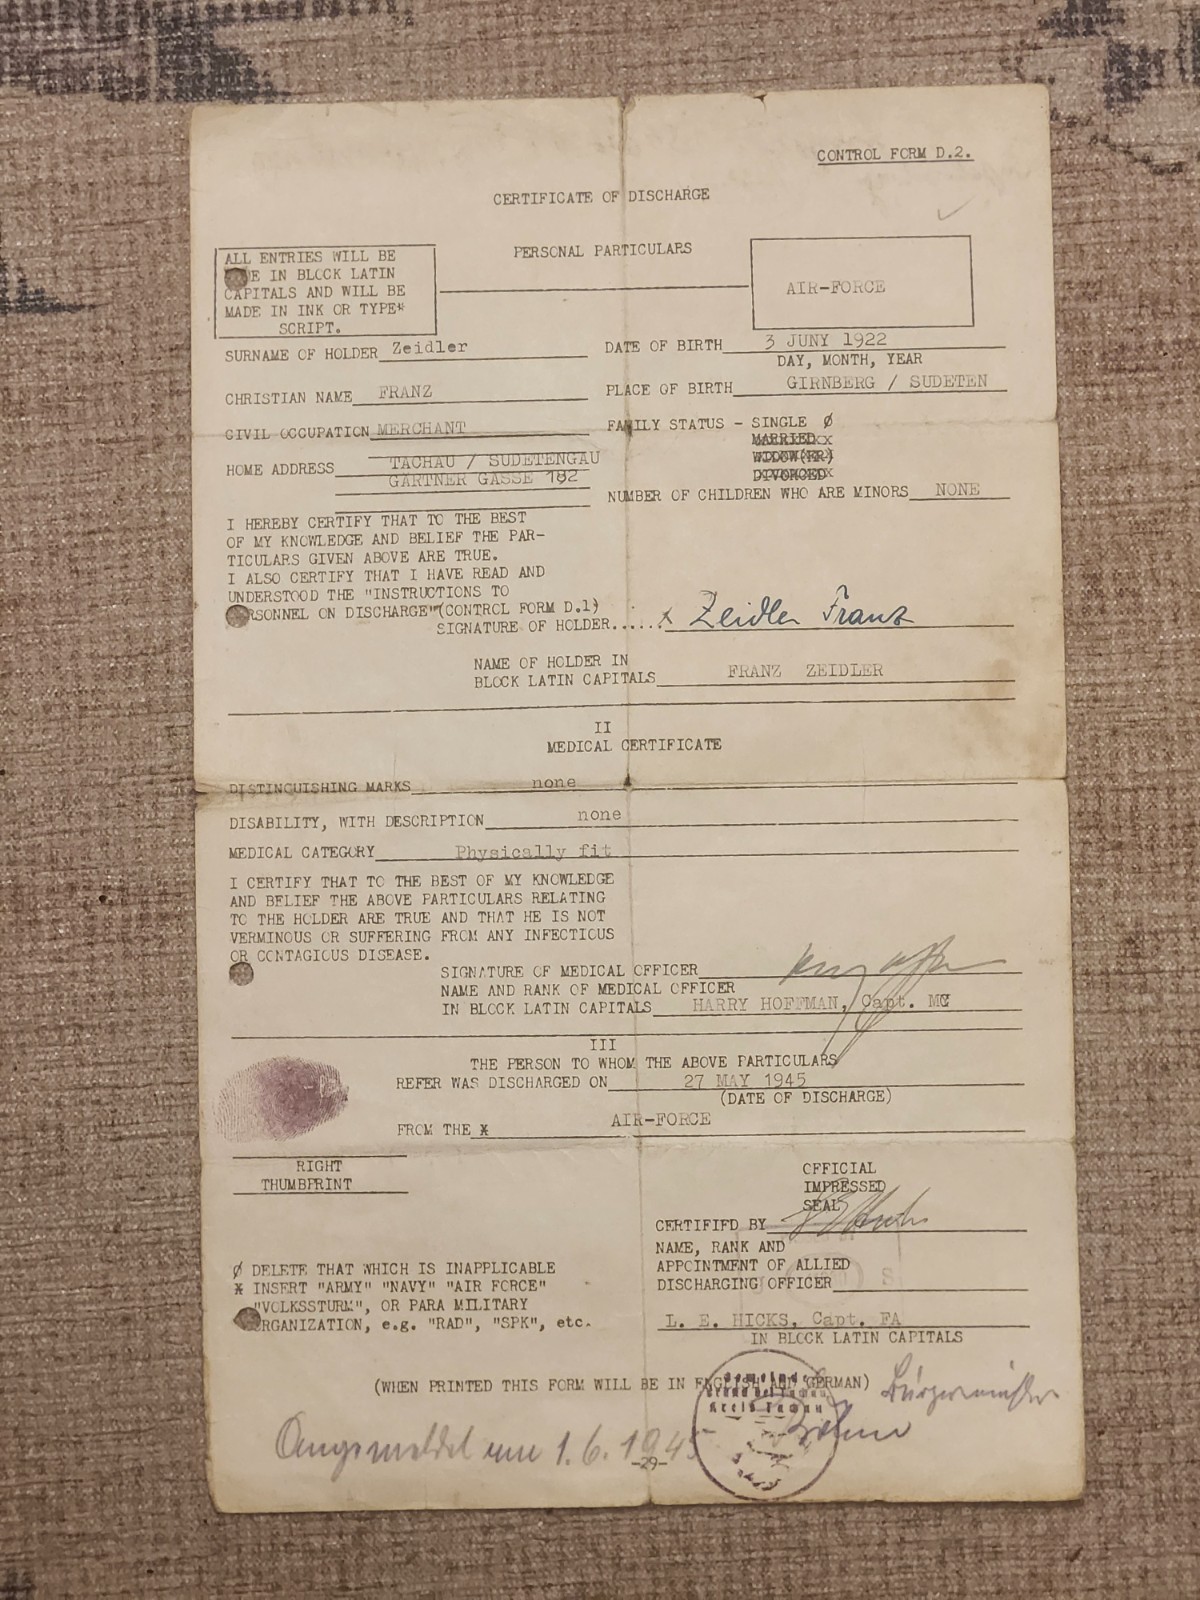 CONTROL FORM D.2.
CERTIFICATE OF DISCHARGE
PERSONAL PARTICULARS
ALL ENTRIES WILL BE
MADE IN BLOCK LATIN
CAPITALS AND WILL BE
MADE IN INK OR TYPE*
SCRIPT.
AIR-FORCE
SURNAME OF HOLDER Zeidler
DATE OF BIRTH 3 JUNY 1922
DAY, MONTH, YEAR
CHRISTIAN NAME FRANZ
PLACE OF BIRTH GIRNBERG / SUDETEN
CIVIL OCCUPATION MERCHANT
FAMILY STATUS - SINGLE Ø
MARRIED
WIDOW(ER)
DIVORCED
HOME ADDRESS TACHAU / SUDETENGAU
GÄRTNER GASSE 182
NUMBER OF CHILDREN WHO ARE MINORS NONE
I HEREBY CERTIFY THAT TO THE BEST
OF MY KNOWLEDGE AND BELIEF THE PAR-
TICULARS GIVEN ABOVE ARE TRUE.
I ALSO CERTIFY THAT I HAVE READ AND
UNDERSTOOD THE "INSTRUCTIONS TO
PERSONNEL ON DISCHARGE"(CONTROL FORM D.1)
SIGNATURE OF HOLDER...... x Zeidler Franz
NAME OF HOLDER IN
BLOCK LATIN CAPITALS FRANZ ZEIDLER
II
MEDICAL CERTIFICATE
DISTINGUISHING MARKS none
DISABILITY, WITH DESCRIPTION none
MEDICAL CATEGORY Physically fit
I CERTIFY THAT TO THE BEST OF MY KNOWLEDGE
AND BELIEF THE ABOVE PARTICULARS RELATING
TO THE HOLDER ARE TRUE AND THAT HE IS NOT
VERMINOUS OR SUFFERING FROM ANY INFECTIOUS
OR CONTAGIOUS DISEASE.
SIGNATURE OF MEDICAL OFFICER
NAME AND RANK OF MEDICAL OFFICER
IN BLOCK LATIN CAPITALS HARRY HOFFMAN, Capt. MC
III
THE PERSON TO WHOM THE ABOVE PARTICULARS
REFER WAS DISCHARGED ON 27 MAY 1945
(DATE OF DISCHARGE)
FROM THE * AIR-FORCE
RIGHT
THUMBPRINT
OFFICIAL
IMPRESSED
SEAL
CERTIFIFD BY
NAME, RANK AND
APPOINTMENT OF ALLIED
DISCHARGING OFFICER
L. E. HICKS, Capt. FA
IN BLOCK LATIN CAPITALS
Ø DELETE THAT WHICH IS INAPPLICABLE
* INSERT "ARMY" "NAVY" "AIR FORCE"
"VOLKSSTURM", OR PARA MILITARY
ORGANIZATION, e.g. "RAD", "SPK", etc.
(WHEN PRINTED THIS FORM WILL BE IN ENGLISH AND GERMAN)
Gemeinde
Bürgermeister
Angemeldet am 1.6.1945
-29-